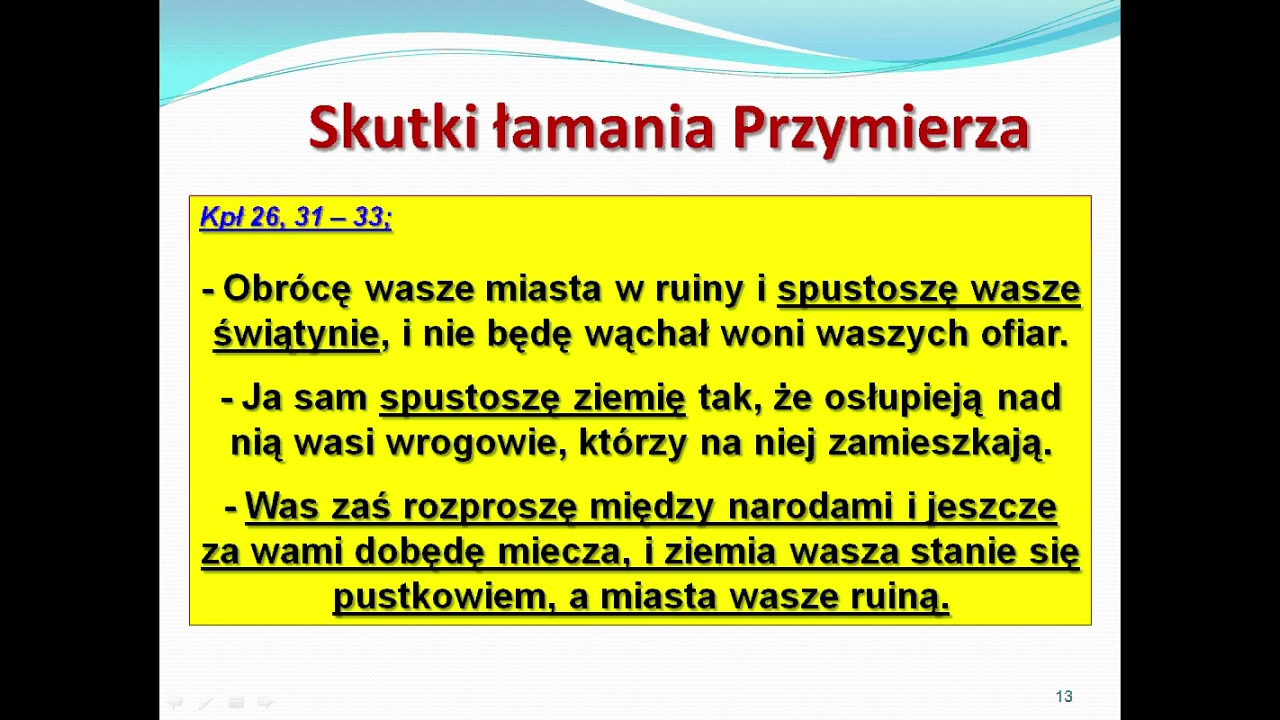 Skutki łamania Przymierza
Kpł 26, 31 – 33;
- Obrócę wasze miasta w ruiny i spustoszę wasze
świątynie, i nie będę wąchał woni waszych ofiar.
- Ja sam spustoszę ziemię tak, że osłupieją nad
nią wasi wrogowie, którzy na niej zamieszkają.
- Was zaś rozproszę między narodami i jeszcze
za wami dobędę miecza, i ziemia wasza stanie się
pustkowiem, a miasta wasze ruiną.
13